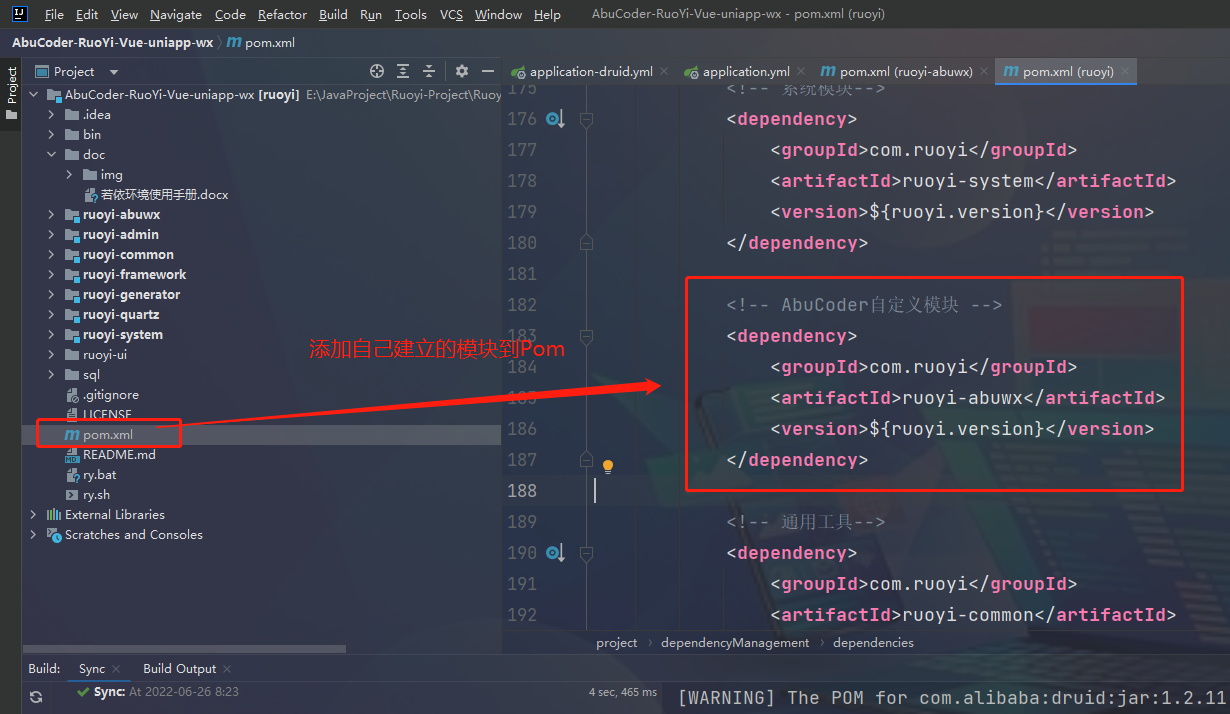 File Edit View Navigate Code Refactor Build Run Tools VCS Window Help AbuCoder-RuoYi-Vue-uniapp-wx - pom.xml (ruoyi)
AbuCoder-RuoYi-Vue-uniapp-wx pom.xml
Project
Project
application-druid.yml
application.yml
pom.xml (ruoyi-abuwx)
pom.xml (ruoyi)
AbuCoder-RuoYi-Vue-uniapp-wx [ruoyi] E:\JavaProject\Ruoyi-Project\Ruoy
.idea
bin
doc
img
若依环境使用手册.docx
ruoyi-abuwx
ruoyi-admin
ruoyi-common
ruoyi-framework
ruoyi-generator
ruoyi-quartz
ruoyi-system
ruoyi-ui
sql
.gitignore
LICENSE
pom.xml
README.md
ry.bat
ry.sh
External Libraries
Scratches and Consoles
添加自己建立的模块到Pom
175 <!-- 系统模块-->
176 <dependency>
177 <groupId>com.ruoyi</groupId>
178 <artifactId>ruoyi-system</artifactId>
179 <version>${ruoyi.version}</version>
180 </dependency>
181
182 <!-- AbuCoder自定义模块 -->
183 <dependency>
184 <groupId>com.ruoyi</groupId>
185 <artifactId>ruoyi-abuwx</artifactId>
186 <version>${ruoyi.version}</version>
187 </dependency>
188
189 <!-- 通用工具-->
190 <dependency>
191 <groupId>com.ruoyi</groupId>
192 <artifactId>ruoyi-common</artifactId>
project dependencyManagement dependencies
Build: Sync Build Output
Sync: At 2022-06-26 8:23 4 sec, 465 ms
[WARNING] The POM for com.alibaba:druid:jar:1.2.11